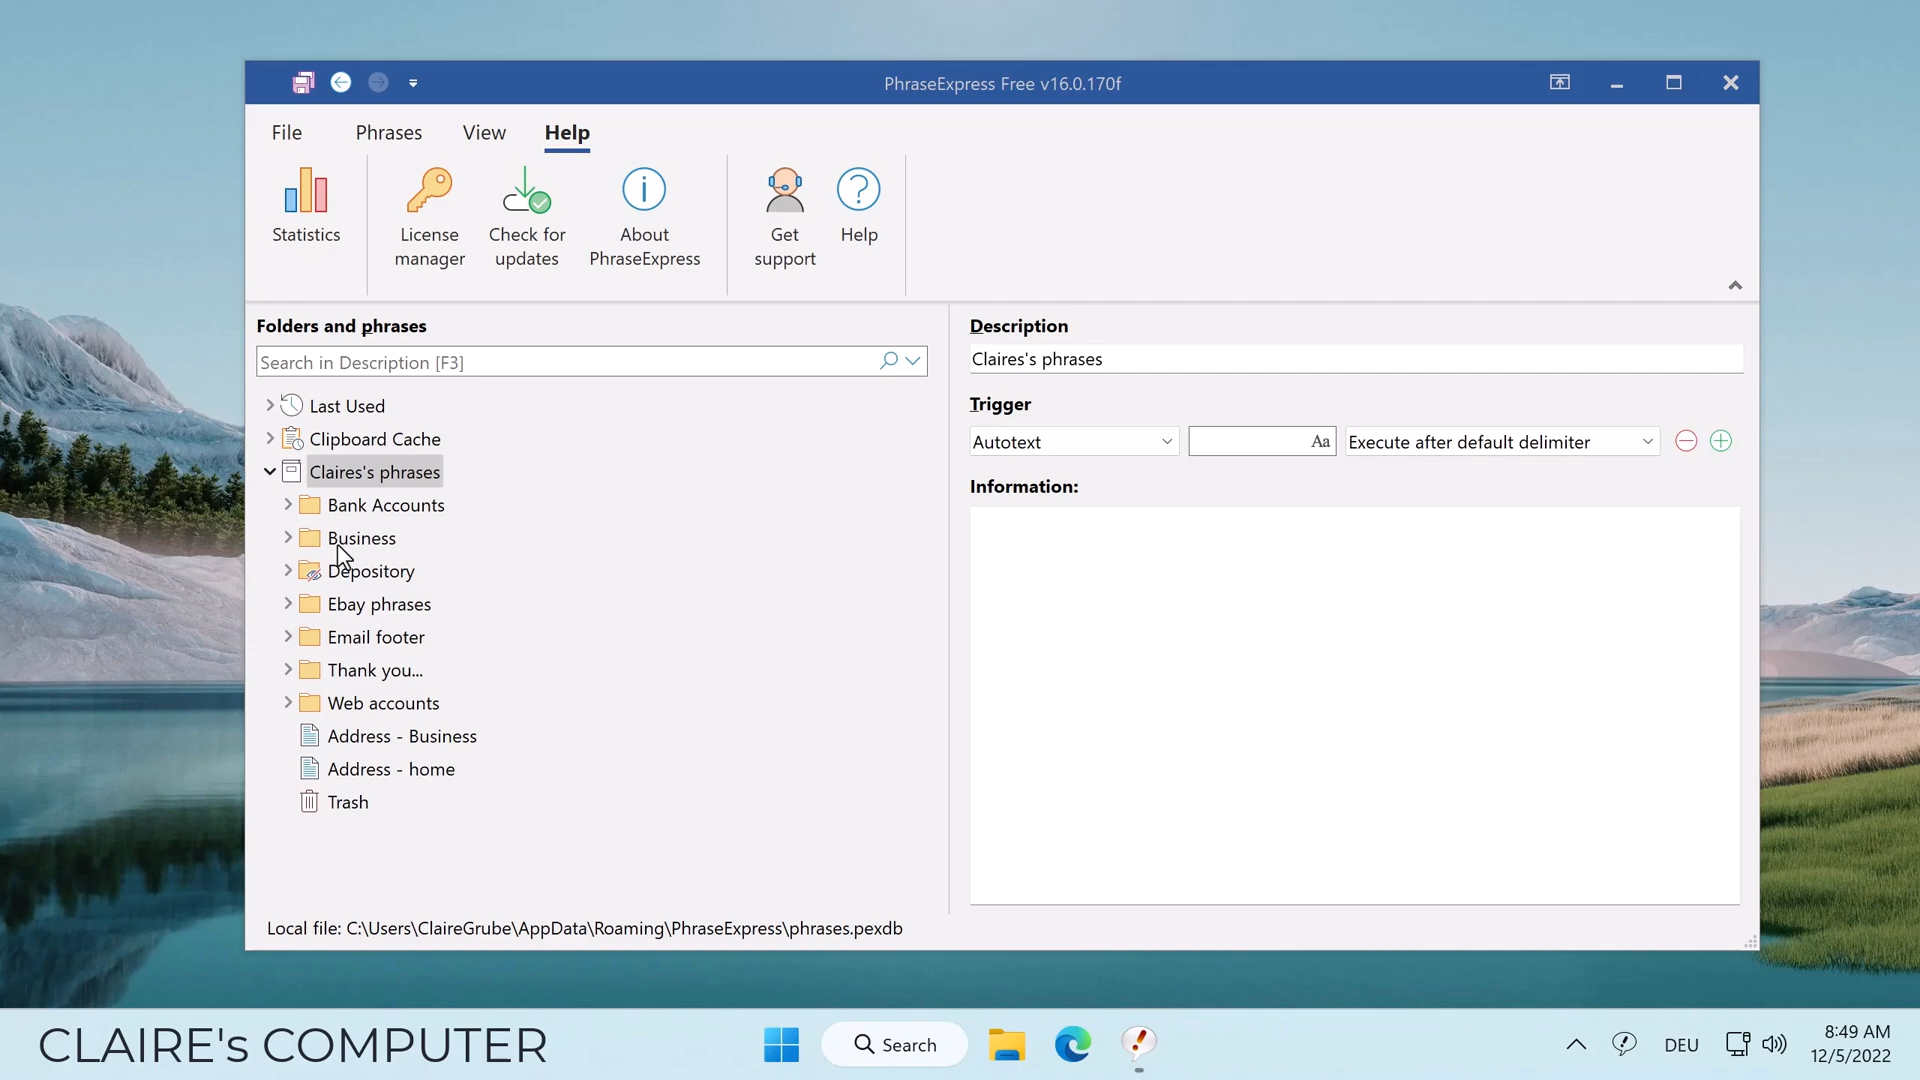 PhraseExpress Free v16.0.170f
File Phrases View Help
Statistics
License manager
Check for updates
About PhraseExpress
Get support
Help
Folders and phrases
Search in Description [F3]
Last Used
Clipboard Cache
Claires's phrases
Bank Accounts
Business
Depository
Ebay phrases
Email footer
Thank you...
Web accounts
Address - Business
Address - home
Trash
Local file: C:\Users\ClaireGrube\AppData\Roaming\PhraseExpress\phrases.pexdb
Description
Claires's phrases
Trigger
Autotext Aa Execute after default delimiter
Information:
CLAIRE's COMPUTER
Search
DEU
8:49 AM
12/5/2022